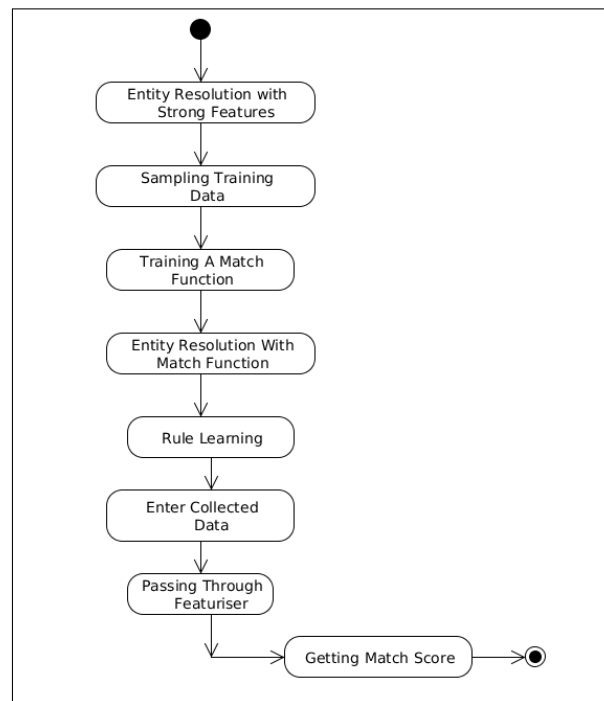 Entity Resolution with
Strong Features
Sampling Training
Data
Training A Match
Function
Entity Resolution With
Match Function
Rule Learning
Enter Collected
Data
Passing Through
Featuriser
Getting Match Score